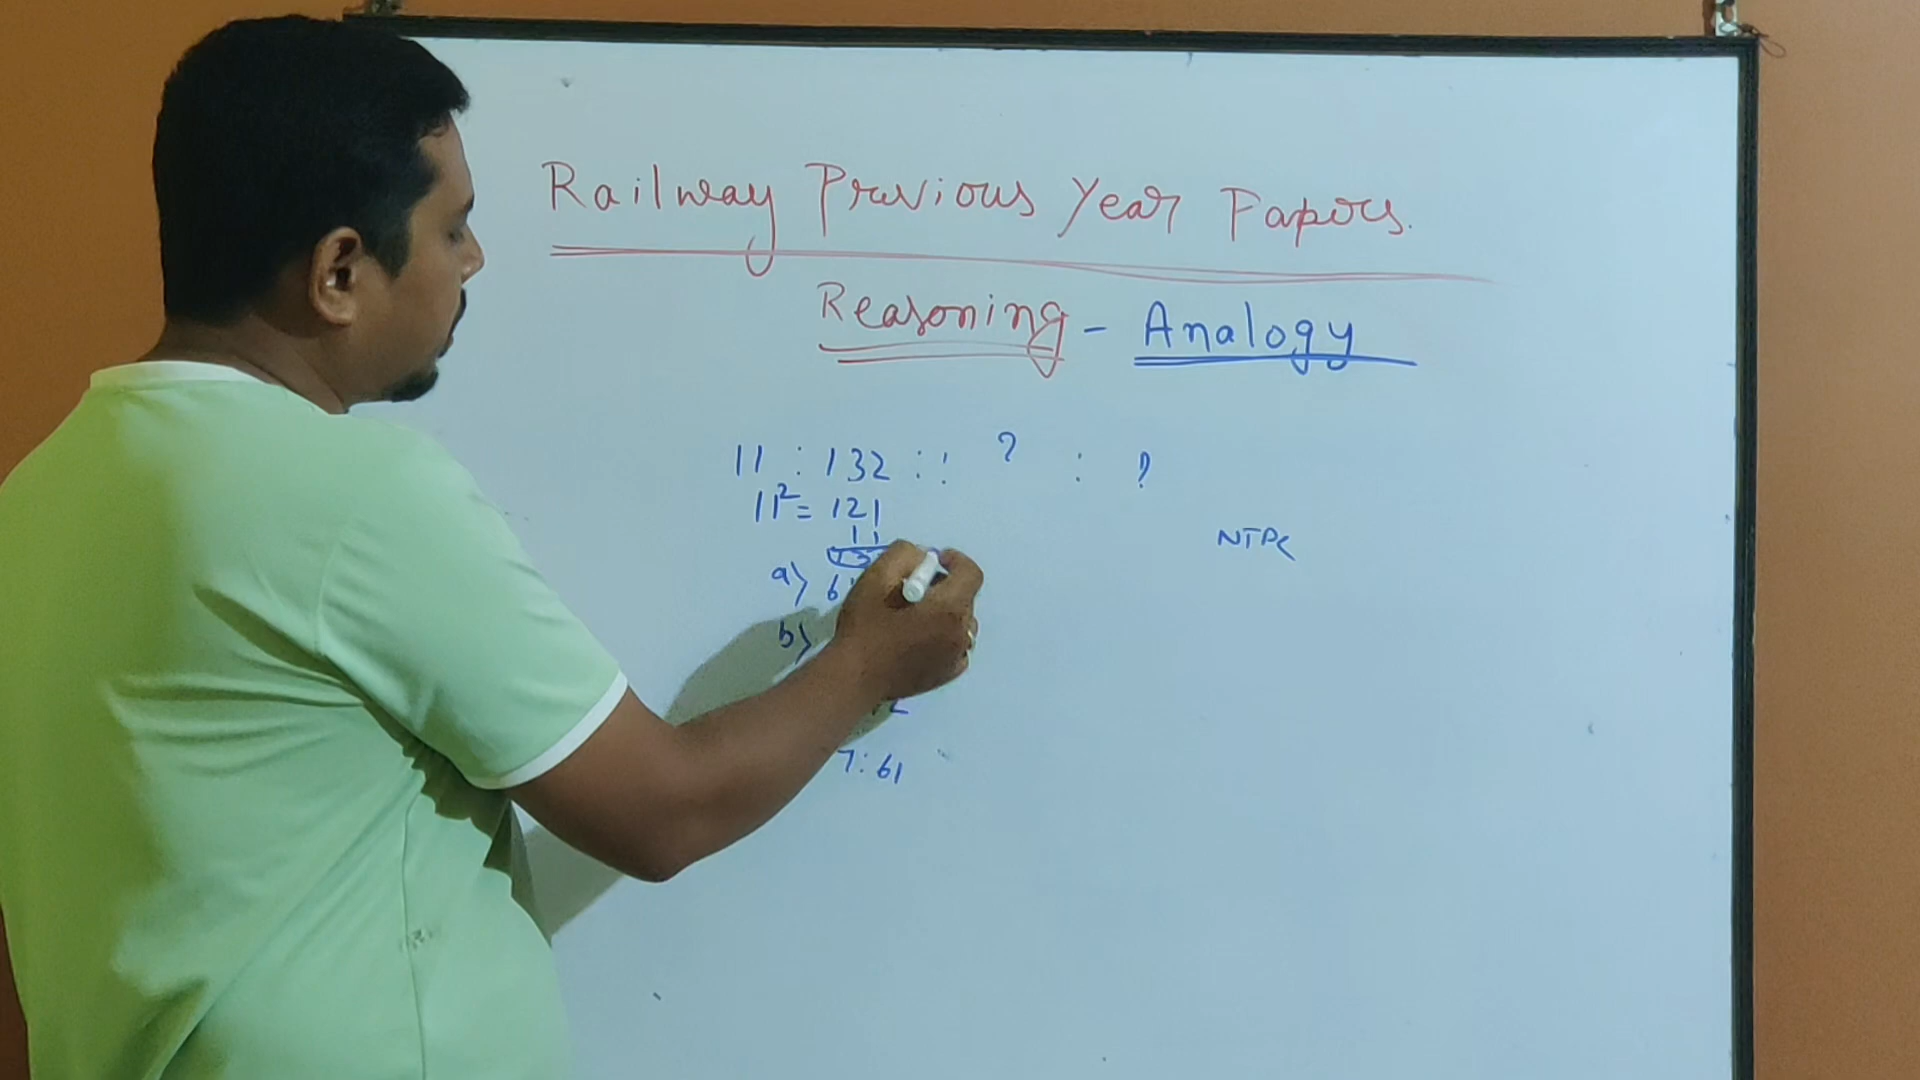 Railway Previous Year Papers.
Reasoning - Analogy
11 : 132 :: ? : ?
11² = 121
11
NTPC
a) 6
b)
7:61